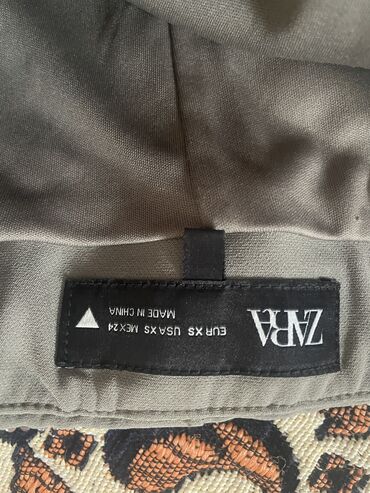 ZARA
EUR XS USA XS MEX 24
MADE IN CHINA